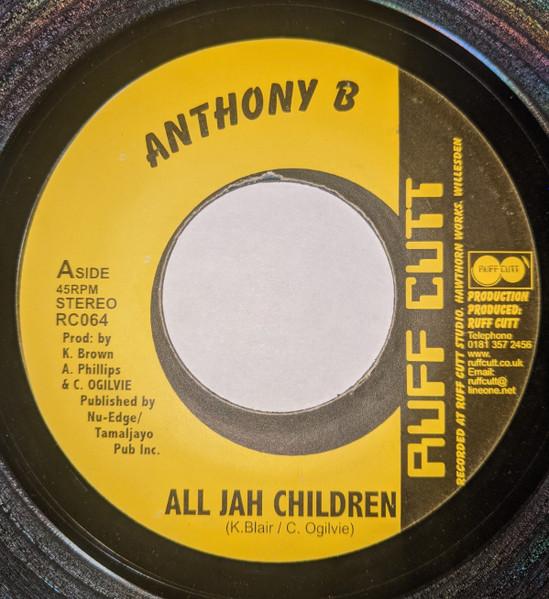 ANTHONY B
ASIDE
45RPM
STEREO
RC064
Prod: by
K. Brown
A. Phillips
& C. OGILVIE
Published by
Nu-Edge/
Tamaljayo
Pub Inc.
ALL JAH CHILDREN
(K.Blair / C. Ogilvie)
RUFF CUTT
RECORDED AT RUFF CUTT STUDIO, HAWTHORN WORKS, WILLESDEN
RUFF CUTT
PRODUCTION
PRODUCED:
RUFF CUTT
Telephone
0181 357 2456
www.
ruffcutt.co.uk
Email:
ruffcutt@
lineone.net